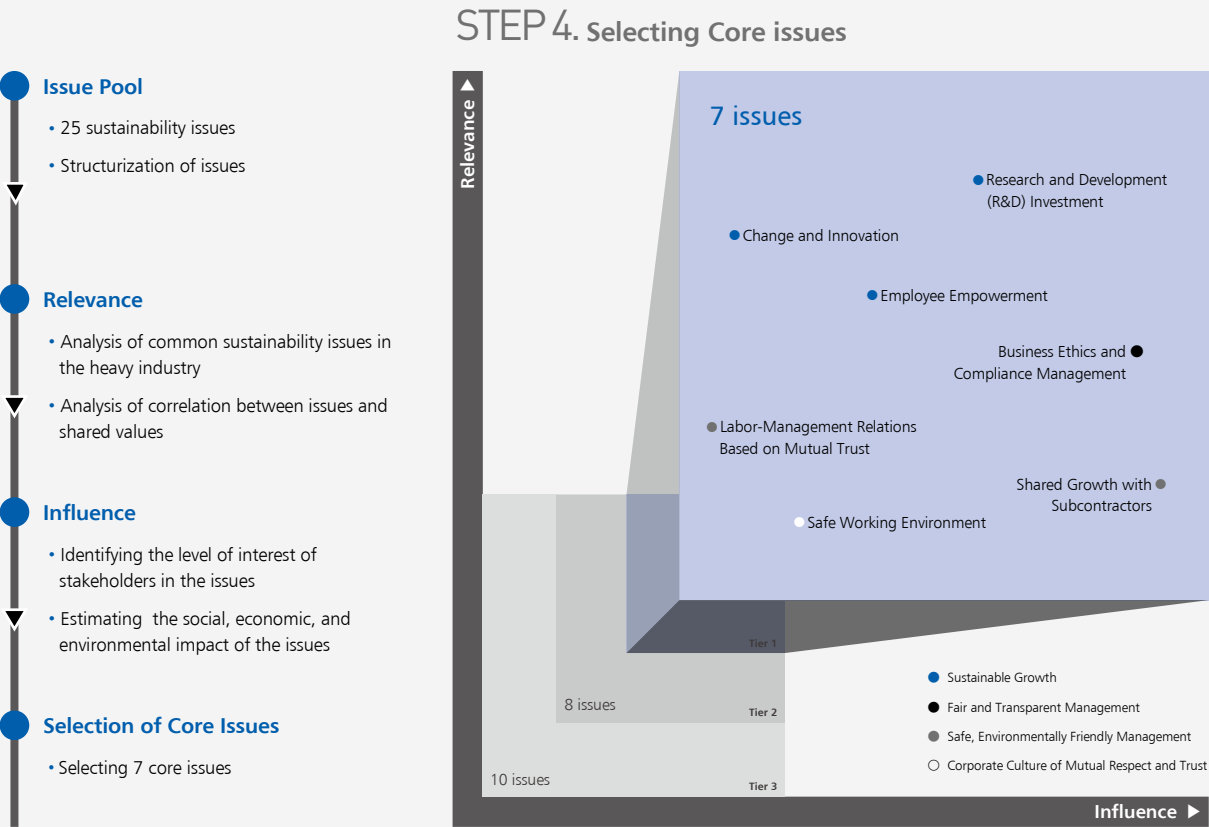 STEP 4. Selecting Core issues
Issue Pool
• 25 sustainability issues
• Structurization of issues
Relevance
• Analysis of common sustainability issues in
the heavy industry
• Analysis of correlation between issues and
shared values
Influence
• Identifying the level of interest of
stakeholders in the issues
• Estimating the social, economic, and
environmental impact of the issues
Selection of Core Issues
• Selecting 7 core issues
Relevance ▲
7 issues
Research and Development
(R&D) Investment
Change and Innovation
Employee Empowerment
Business Ethics and
Compliance Management
Labor-Management Relations
Based on Mutual Trust
Shared Growth with
Subcontractors
Safe Working Environment
Tier 1
8 issues
Tier 2
10 issues
Tier 3
Sustainable Growth
Fair and Transparent Management
Safe, Environmentally Friendly Management
Corporate Culture of Mutual Respect and Trust
Influence ▶